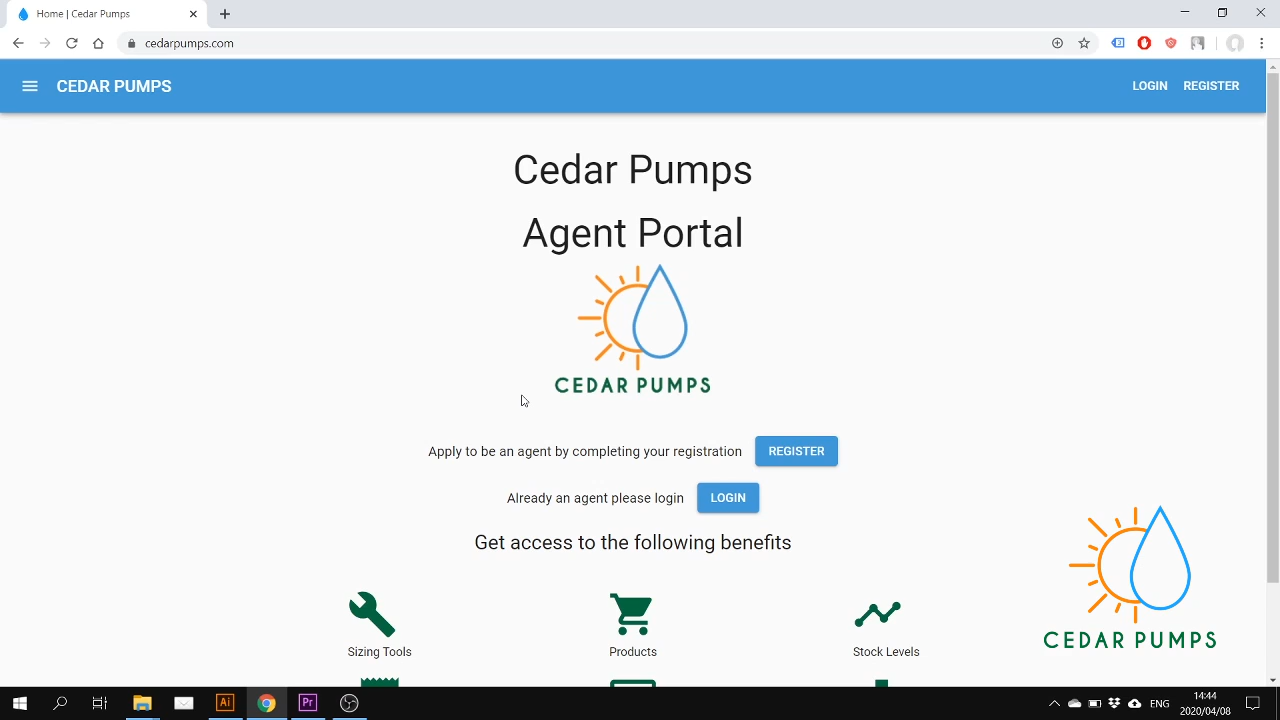 Home | Cedar Pumps
cedarpumps.com
CEDAR PUMPS
LOGIN
REGISTER
Cedar Pumps
Agent Portal
CEDAR PUMPS
Apply to be an agent by completing your registration
REGISTER
Already an agent please login
LOGIN
Get access to the following benefits
Sizing Tools
Products
Stock Levels
CEDAR PUMPS
Ai
Pr
ENG
14:44
2020/04/08